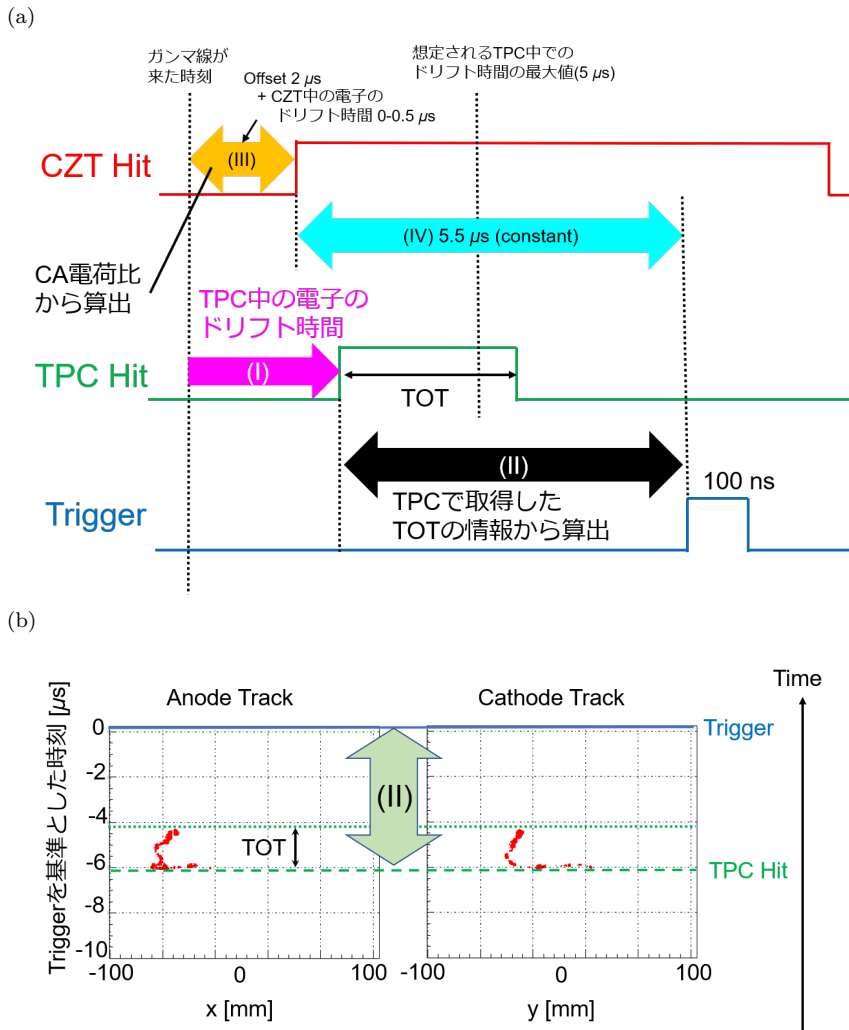 (a)
ガンマ線が
来た時刻
Offset 2 μs
+ CZT中の電子の
ドリフト時間 0-0.5 μs
想定されるTPC中での
ドリフト時間の最大値(5 μs)
CZT Hit
(III)
(IV) 5.5 μs (constant)
CA電荷比
から算出
TPC中の電子の
ドリフト時間
TPC Hit
(I)
TOT
(II)
100 ns
Trigger
TPCで取得した
TOTの情報から算出
(b)
Time
Anode Track
Cathode Track
Triggerを基準とした時刻 [μs]
0
-2
-4
-6
-8
-10
Trigger
(II)
TOT
TPC Hit
-100
0
100
-100
0
100
x [mm]
y [mm]